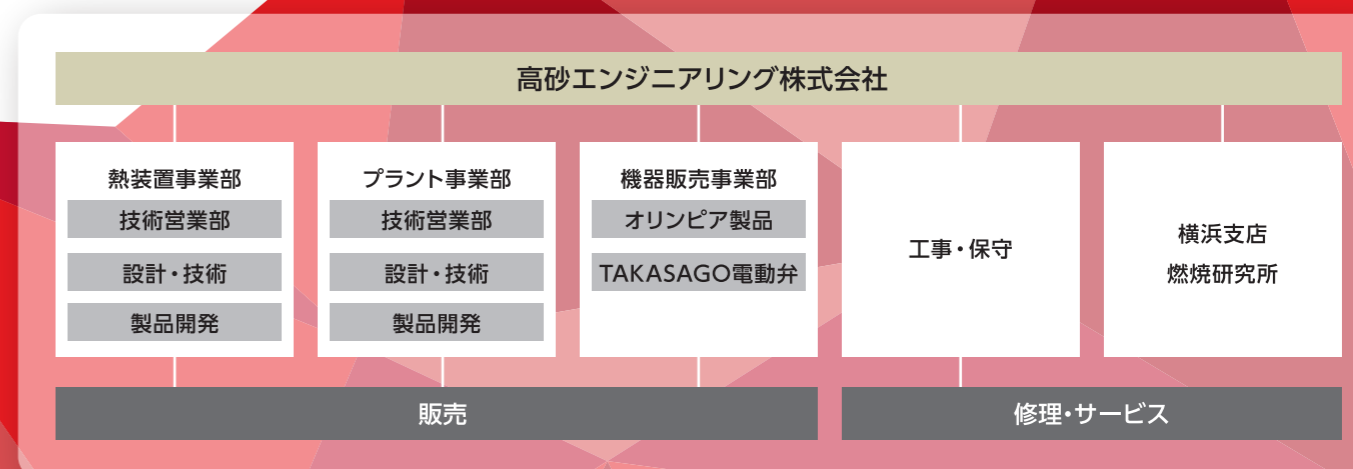 高砂エンジニアリング株式会社
熱装置事業部
技術営業部
設計・技術
製品開発
プラント事業部
技術営業部
設計・技術
製品開発
機器販売事業部
オリンピア製品
TAKASAGO電動弁
工事・保守
横浜支店
燃焼研究所
販売
修理・サービス